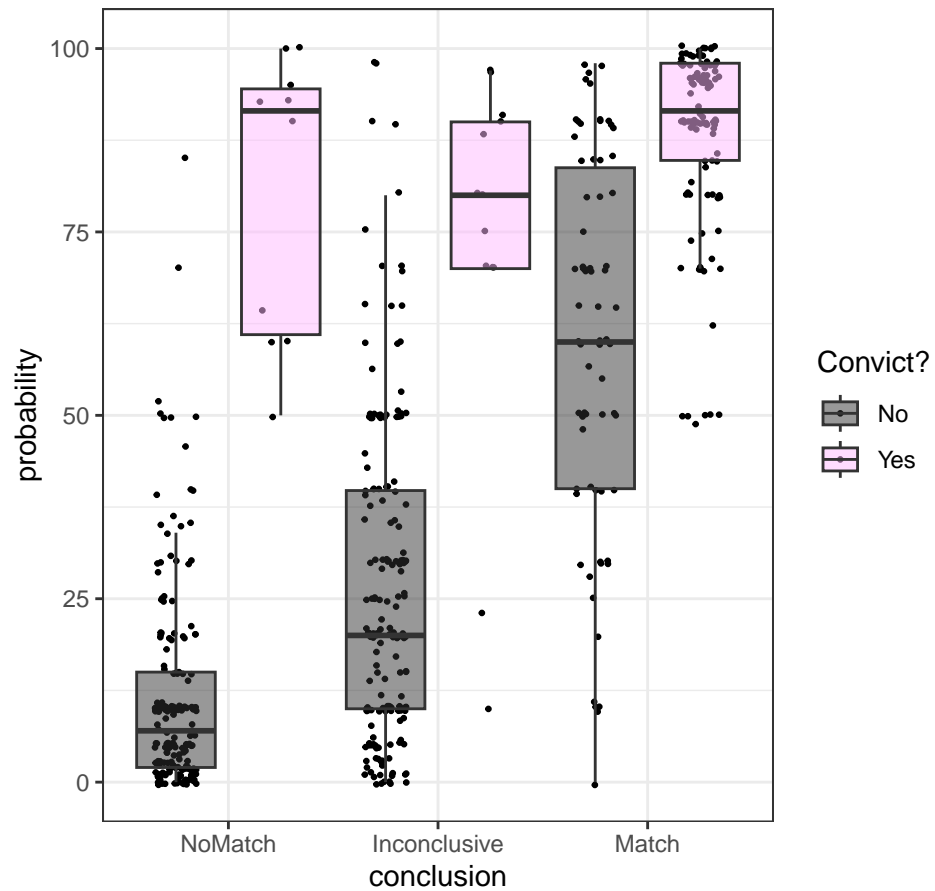 100
75
50
25
0
probability
NoMatch Inconclusive Match
conclusion
Convict?
No
Yes